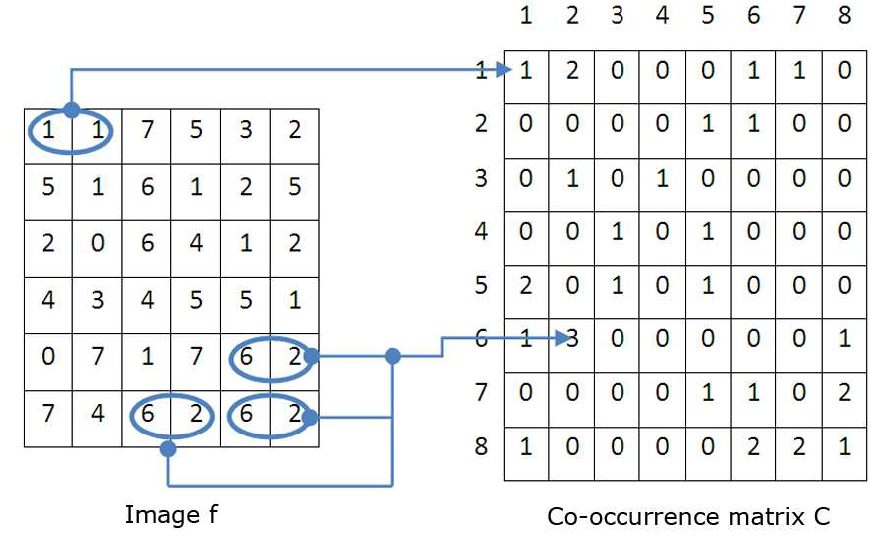 1 2 3 4 5 6 7 8
1 1 2 0 0 0 1 1 0
2 0 0 0 0 1 1 0 0
3 0 1 0 1 0 0 0 0
4 0 0 1 0 1 0 0 0
5 2 0 1 0 1 0 0 0
6 1 3 0 0 0 0 0 1
7 0 0 0 0 1 1 0 2
8 1 0 0 0 0 2 2 1
1 1 7 5 3 2
5 1 6 1 2 5
2 0 6 4 1 2
4 3 4 5 5 1
0 7 1 7 6 2
7 4 6 2 6 2
Image f
Co-occurrence matrix C